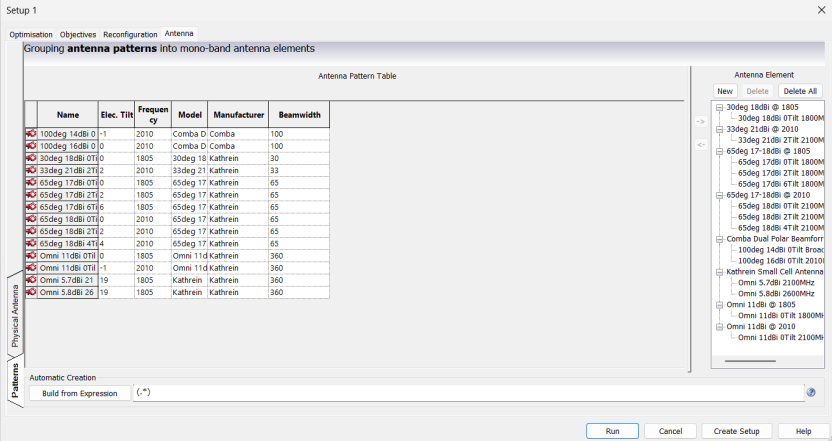 Setup 1
Optimisation Objectives Reconfiguration Antenna
Grouping antenna patterns into mono-band antenna elements
Antenna Pattern Table
Name Elec. Tilt Frequen cy Model Manufacturer Beamwidth
100deg 14dBi 0 -1 2010 Comba D Comba 100
100deg 16dBi 0 0 2010 Comba D Comba 100
30deg 18dBi 0Ti 0 1805 30deg 18 Kathrein 30
33deg 21dBi 2Ti 2 2010 33deg 21 Kathrein 33
65deg 17dBi 0Ti 0 1805 65deg 17 Kathrein 65
65deg 17dBi 2Ti 2 1805 65deg 17 Kathrein 65
65deg 17dBi 6Ti 6 1805 65deg 17 Kathrein 65
65deg 18dBi 0Ti 0 2010 65deg 17 Kathrein 65
65deg 18dBi 2Ti 2 2010 65deg 17 Kathrein 65
65deg 18dBi 4Ti 4 2010 65deg 17 Kathrein 65
Omni 11dBi 0Til 0 1805 Omni 11d Kathrein 360
Omni 11dBi 0Til -1 2010 Omni 11d Kathrein 360
Omni 5.7dBi 21 19 1805 Kathrein Kathrein 360
Omni 5.8dBi 26 19 1805 Kathrein Kathrein 360
Antenna Element
New Delete Delete All
->
<-
30deg 18dBi @ 1805
30deg 18dBi 0Tilt 1800M
33deg 21dBi @ 2010
33deg 21dBi 2Tilt 2100M
65deg 17-18dBi @ 1805
65deg 17dBi 0Tilt 1800M
65deg 17dBi 2Tilt 1800M
65deg 17dBi 6Tilt 1800M
65deg 17-18dBi @ 2010
65deg 18dBi 0Tilt 2100M
65deg 18dBi 2Tilt 2100M
65deg 18dBi 4Tilt 2100M
Comba Dual Polar Beamforr
100deg 14dBi 0Tilt Broad
100deg 16dBi 0Tilt 2010
Kathrein Small Cell Antenna
Omni 5.7dBi 2100MHz
Omni 5.8dBi 2600MHz
Omni 11dBi @ 1805
Omni 11dBi 0Tilt 1800MH
Omni 11dBi @ 2010
Omni 11dBi 0Tilt 2100MH
Physical Antenna
Patterns
Automatic Creation
Build from Expression (.*)
Run Cancel Create Setup Help